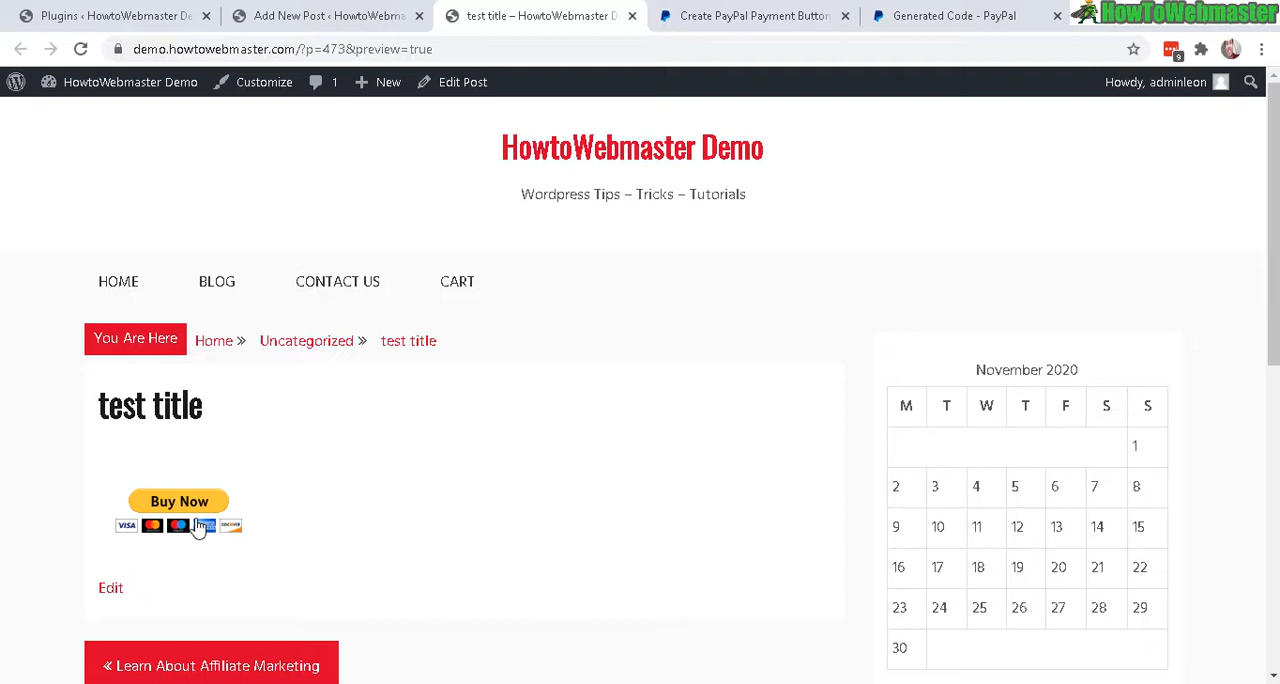 Plugins ‹ HowtoWebmaster De
Add New Post ‹ HowtoWebma
test title – HowtoWebmaster D
Create PayPal Payment Button
Generated Code - PayPal
HowToWebmaster
demo.howtowebmaster.com/?p=473&preview=true
9
HowtoWebmaster Demo
Customize
1
New
Edit Post
Howdy, adminleon
HowtoWebmaster Demo
Wordpress Tips – Tricks – Tutorials
HOME
BLOG
CONTACT US
CART
You Are Here
Home »
Uncategorized »
test title
test title
Buy Now
VISA
DISCOVER
Edit
« Learn About Affiliate Marketing
November 2020
M T W T F S S
1
2 3 4 5 6 7 8
9 10 11 12 13 14 15
16 17 18 19 20 21 22
23 24 25 26 27 28 29
30